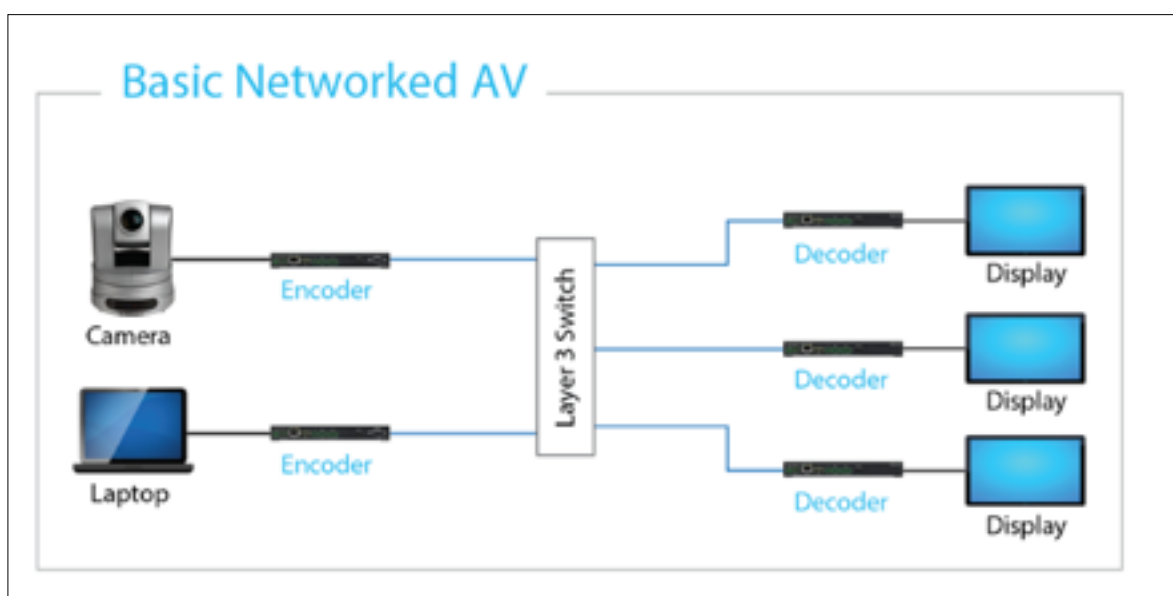 Basic Networked AV
Camera
Encoder
Laptop
Encoder
Layer 3 Switch
Decoder
Display
Decoder
Display
Decoder
Display